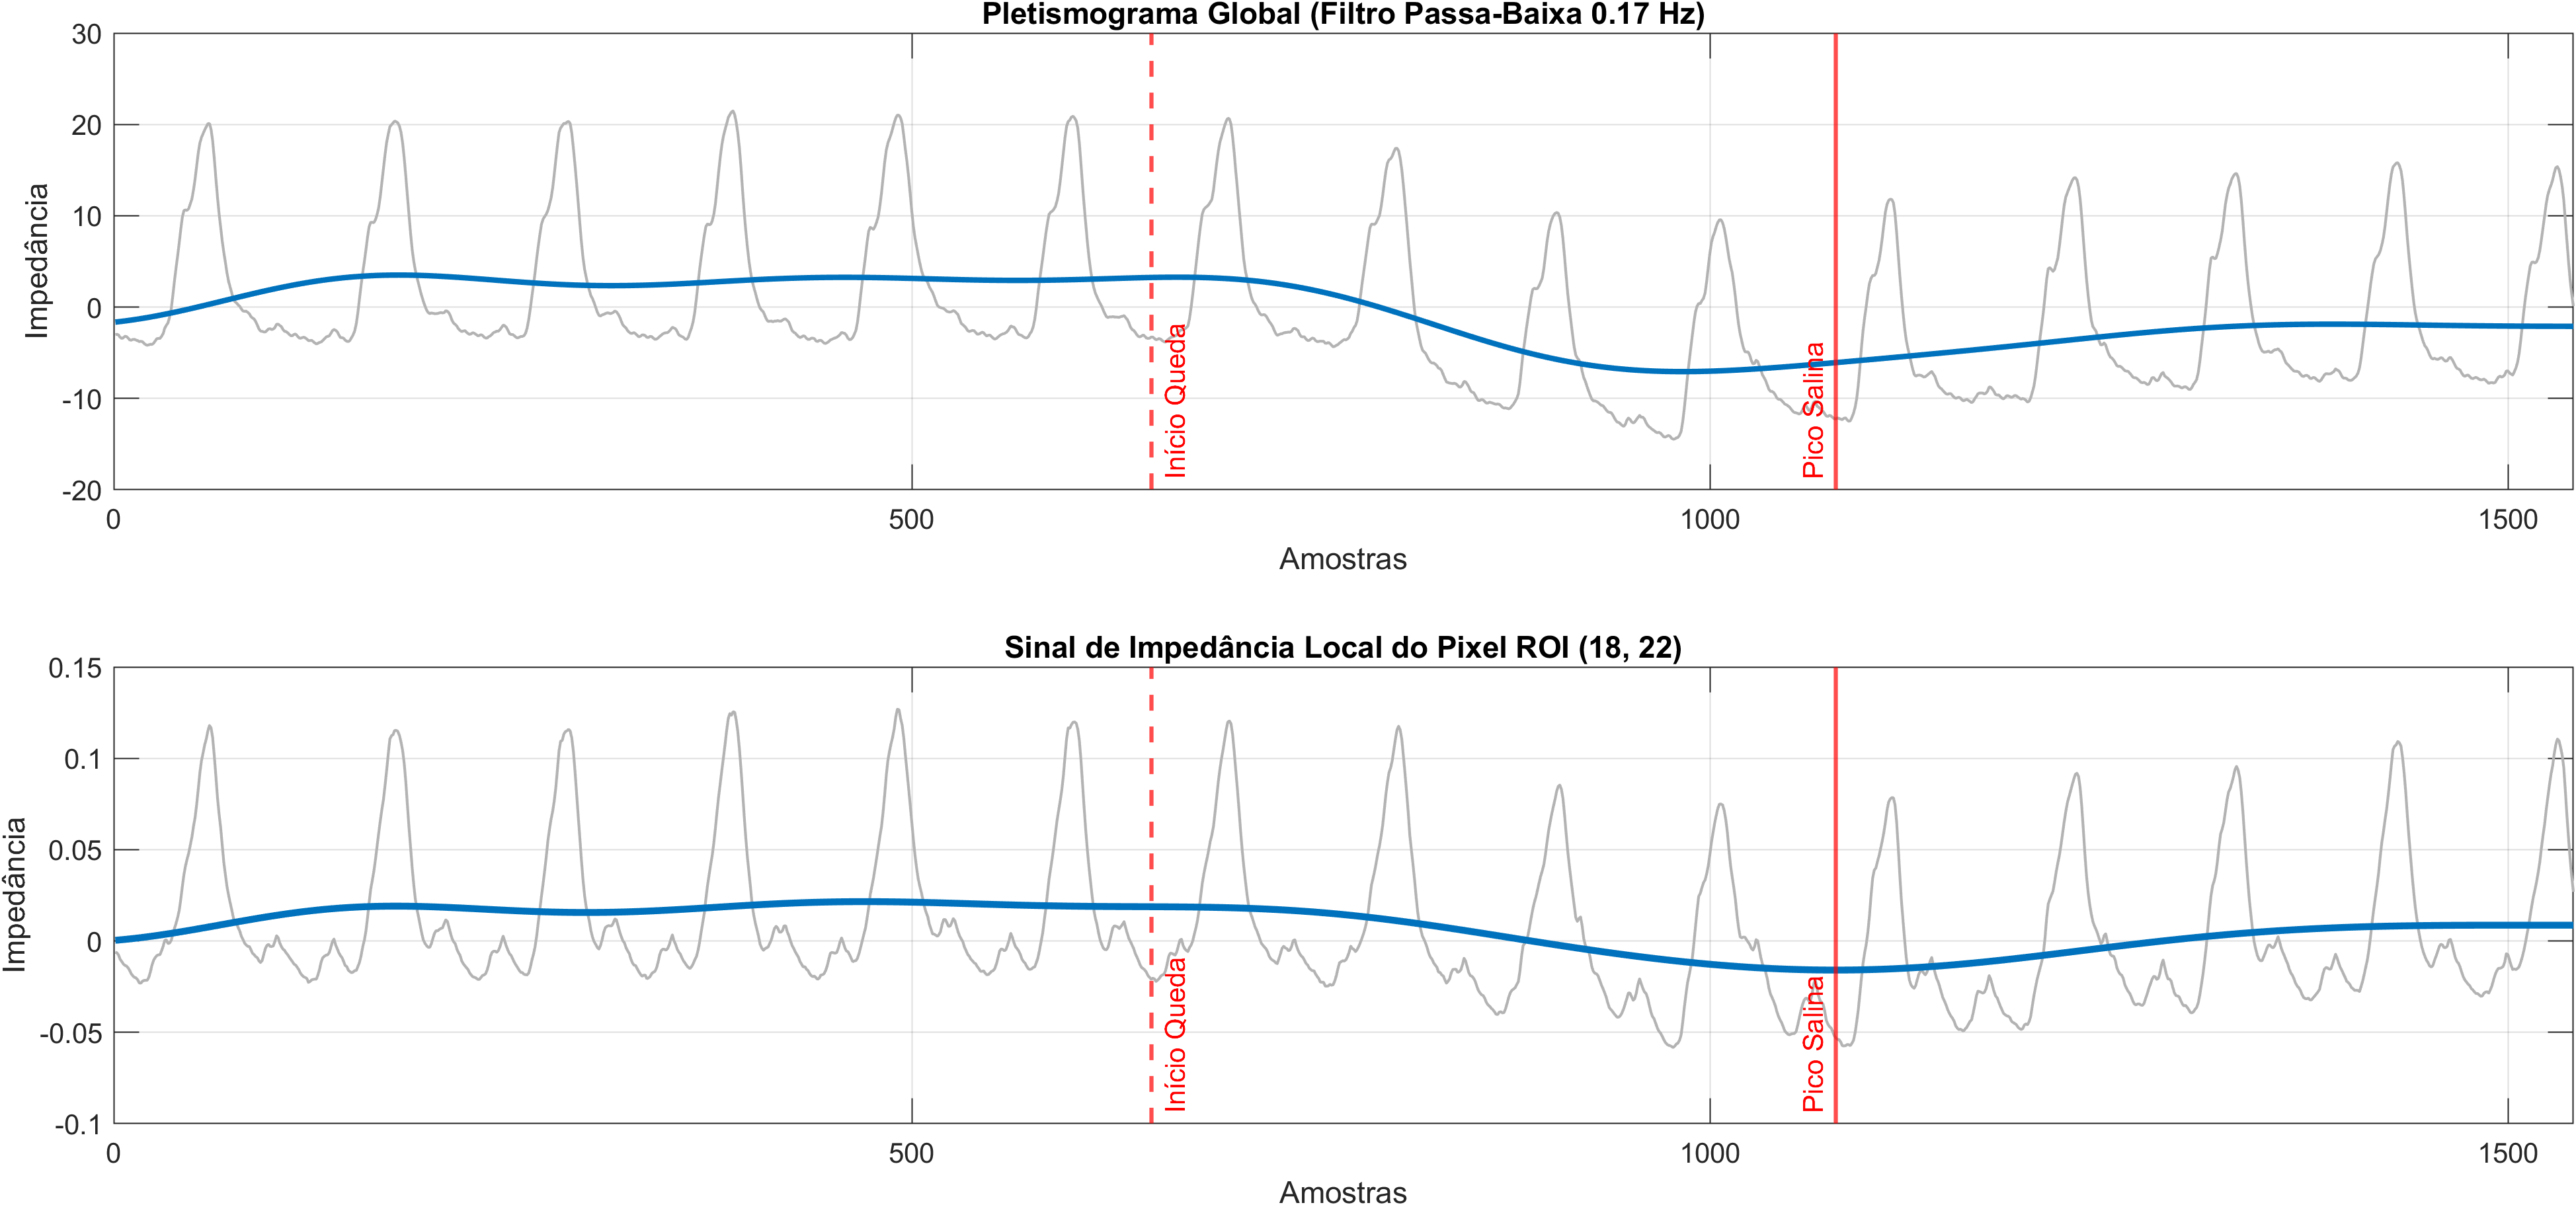 Pletismograma Global (Filtro Passa-Baixa 0.17 Hz)
30
20
10
0
-10
-20
Impedância
Início Queda
Pico Salina
0
500
1000
1500
Amostras
Sinal de Impedância Local do Pixel ROI (18, 22)
0.15
0.1
0.05
0
-0.05
-0.1
Impedância
Início Queda
Pico Salina
0
500
1000
1500
Amostras